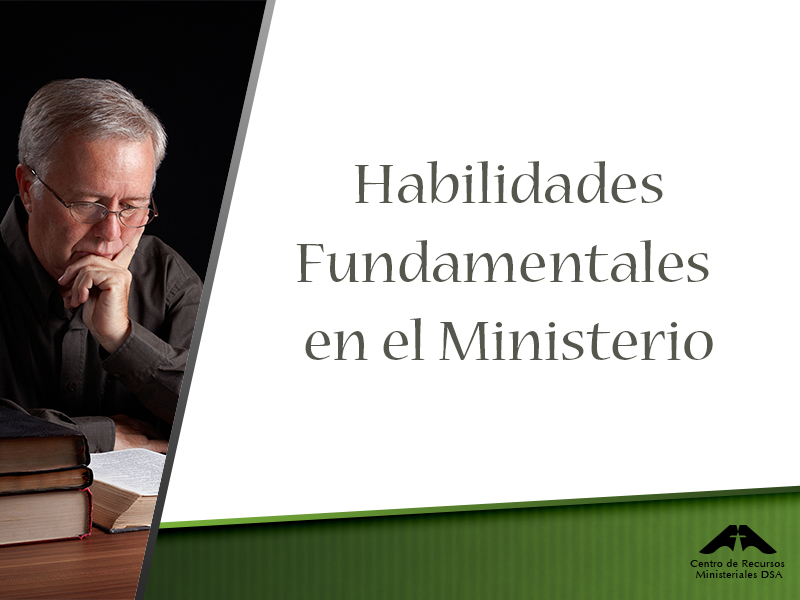 Habilidades
Fundamentales
en el Ministerio
Centro de Recursos
Ministeriales DSA